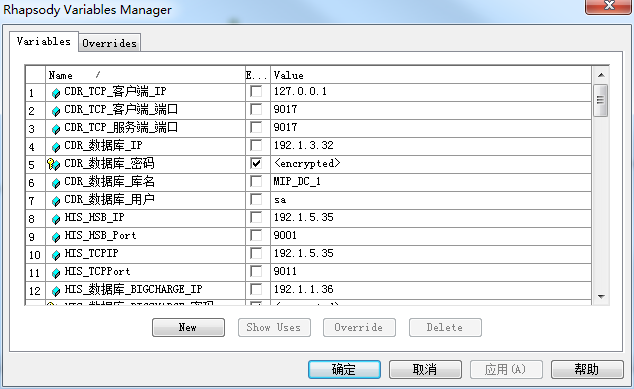 Rhapsody Variables Manager
Variables Overrides
Name / E... Value
1 CDR_TCP_客户端_IP 127.0.0.1
2 CDR_TCP_客户端_端口 9017
3 CDR_TCP_服务端_端口 9017
4 CDR_数据库_IP 192.1.3.32
5 CDR_数据库_密码 <encrypted>
6 CDR_数据库_库名 MIP_DC_1
7 CDR_数据库_用户 sa
8 HIS_HSB_IP 192.1.5.35
9 HIS_HSB_Port 9001
10 HIS_TCPIP 192.1.5.35
11 HIS_TCPPort 9011
12 HIS_数据库_BIGCHARGE_IP 192.1.1.36
New Show Uses Override Delete
确定 取消 应用(A) 帮助